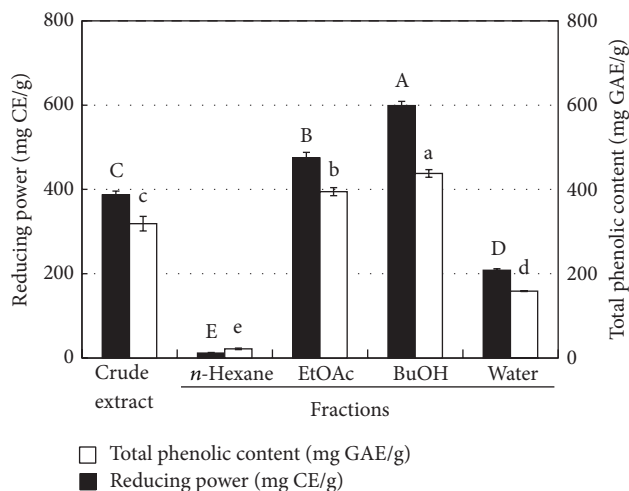 800
600
400
200
0
Reducing power (mg CE/g)
C
c
E
e
B
b
A
a
D
d
800
600
400
200
0
Total phenolic content (mg GAE/g)
Crude
extract
n-Hexane
EtOAc
BuOH
Water
Fractions
Total phenolic content (mg GAE/g)
Reducing power (mg CE/g)